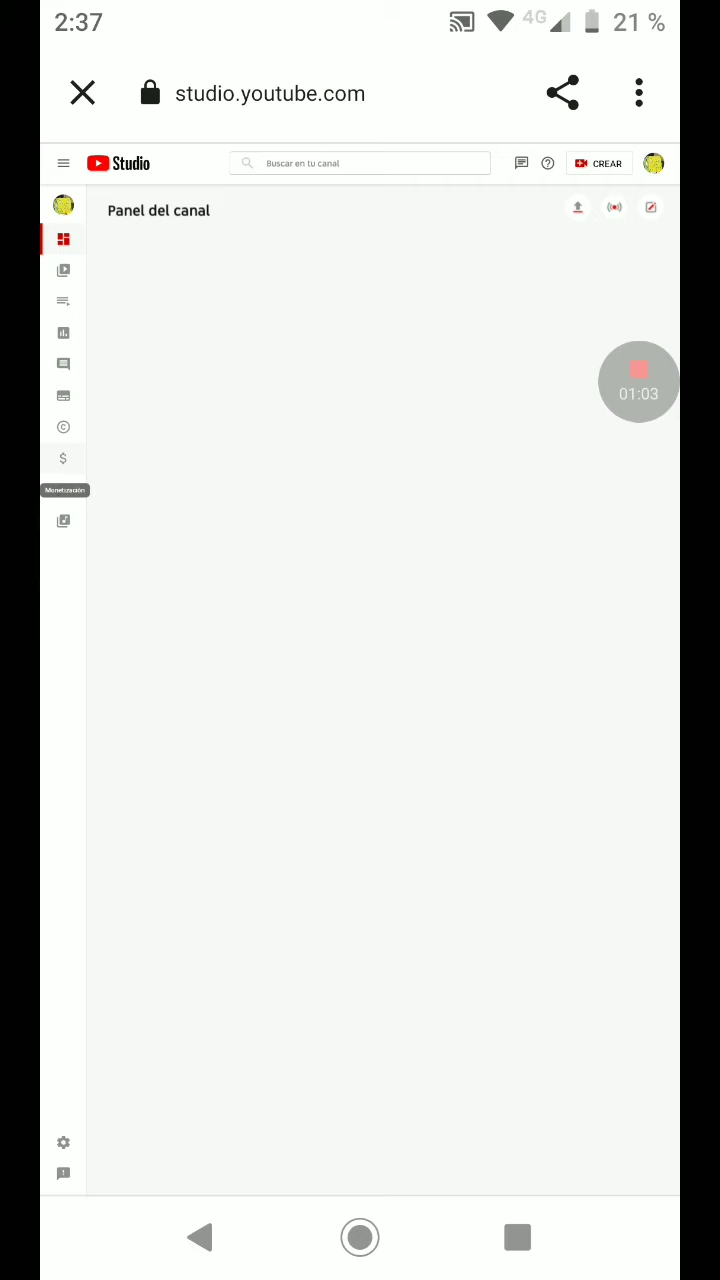 2:37
4G
21 %
studio.youtube.com
Studio
Buscar en tu canal
CREAR
Panel del canal
01:03
$
Monetización